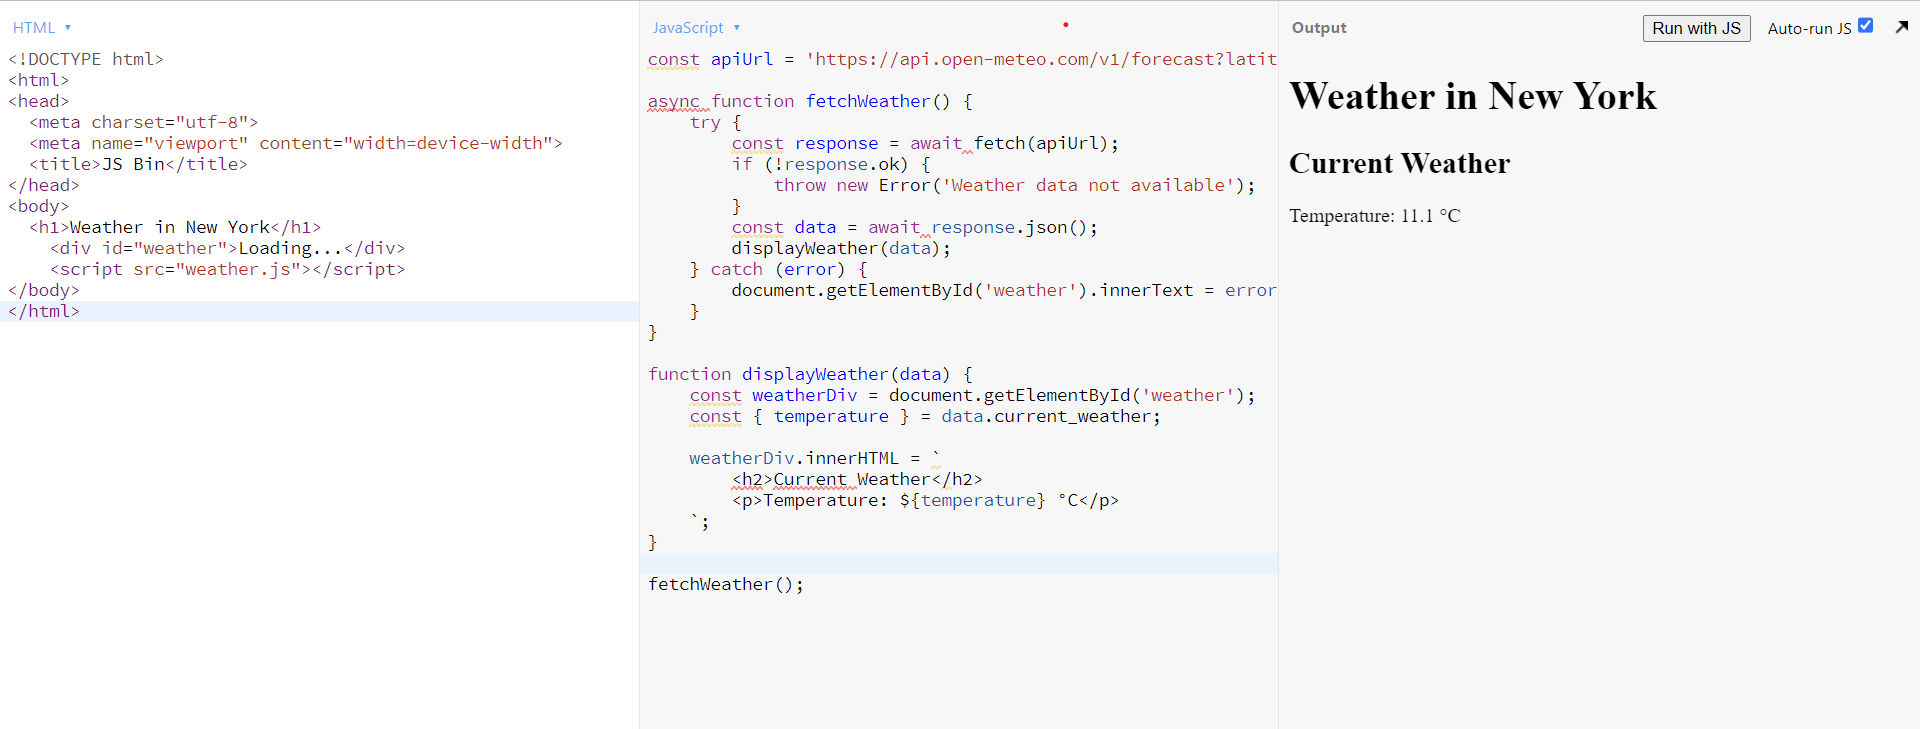 HTML
<!DOCTYPE html>
<html>
<head>
  <meta charset="utf-8">
  <meta name="viewport" content="width=device-width">
  <title>JS Bin</title>
</head>
<body>
  <h1>Weather in New York</h1>
    <div id="weather">Loading...</div>
    <script src="weather.js"></script>
</body>
</html>
JavaScript
const apiUrl = 'https://api.open-meteo.com/v1/forecast?latit
async function fetchWeather() {
    try {
        const response = await fetch(apiUrl);
        if (!response.ok) {
            throw new Error('Weather data not available');
        }
        const data = await response.json();
        displayWeather(data);
    } catch (error) {
        document.getElementById('weather').innerText = error
    }
}
function displayWeather(data) {
    const weatherDiv = document.getElementById('weather');
    const { temperature } = data.current_weather;
    weatherDiv.innerHTML = `
        <h2>Current Weather</h2>
        <p>Temperature: ${temperature} °C</p>
    `;
}
fetchWeather();
Output
Run with JS
Auto-run JS
Weather in New York
Current Weather
Temperature: 11.1 °C